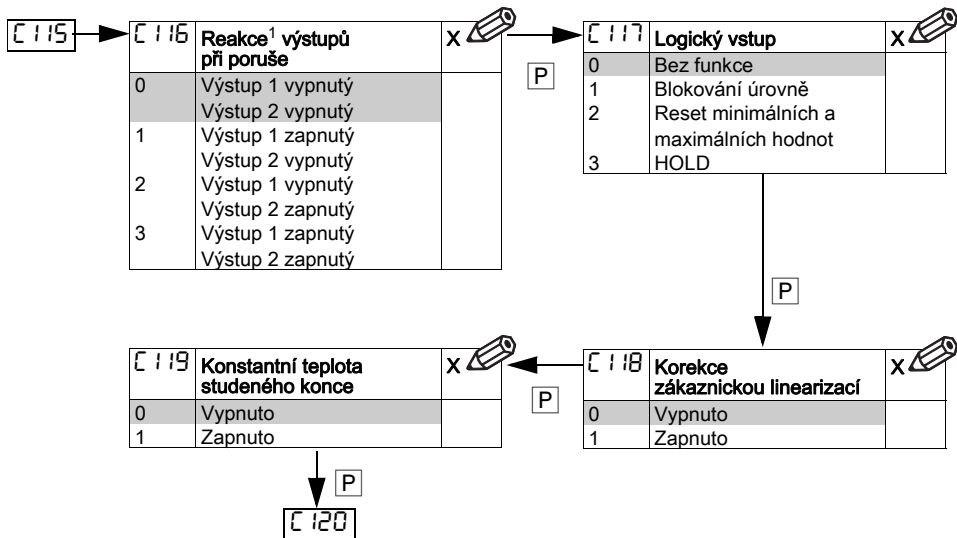 C115
C116 Reakce¹ výstupů x
při poruše
0 Výstup 1 vypnutý
Výstup 2 vypnutý
1 Výstup 1 zapnutý
Výstup 2 vypnutý
2 Výstup 1 vypnutý
Výstup 2 zapnutý
3 Výstup 1 zapnutý
Výstup 2 zapnutý
P
C117 Logický vstup x
0 Bez funkce
1 Blokování úrovně
2 Reset minimálních a
maximálních hodnot
3 HOLD
P
C118 Korekce x
zákaznickou linearizací
0 Vypnuto
1 Zapnuto
P
C119 Konstantní teplota x
studeného konce
0 Vypnuto
1 Zapnuto
P
C120